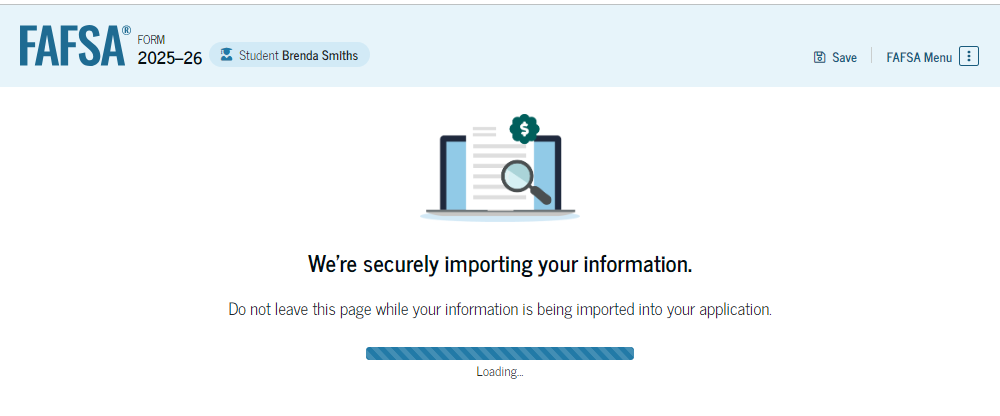 FAFSA® FORM
2025–26 Student Brenda Smiths
Save FAFSA Menu
$
We're securely importing your information.
Do not leave this page while your information is being imported into your application.
Loading...